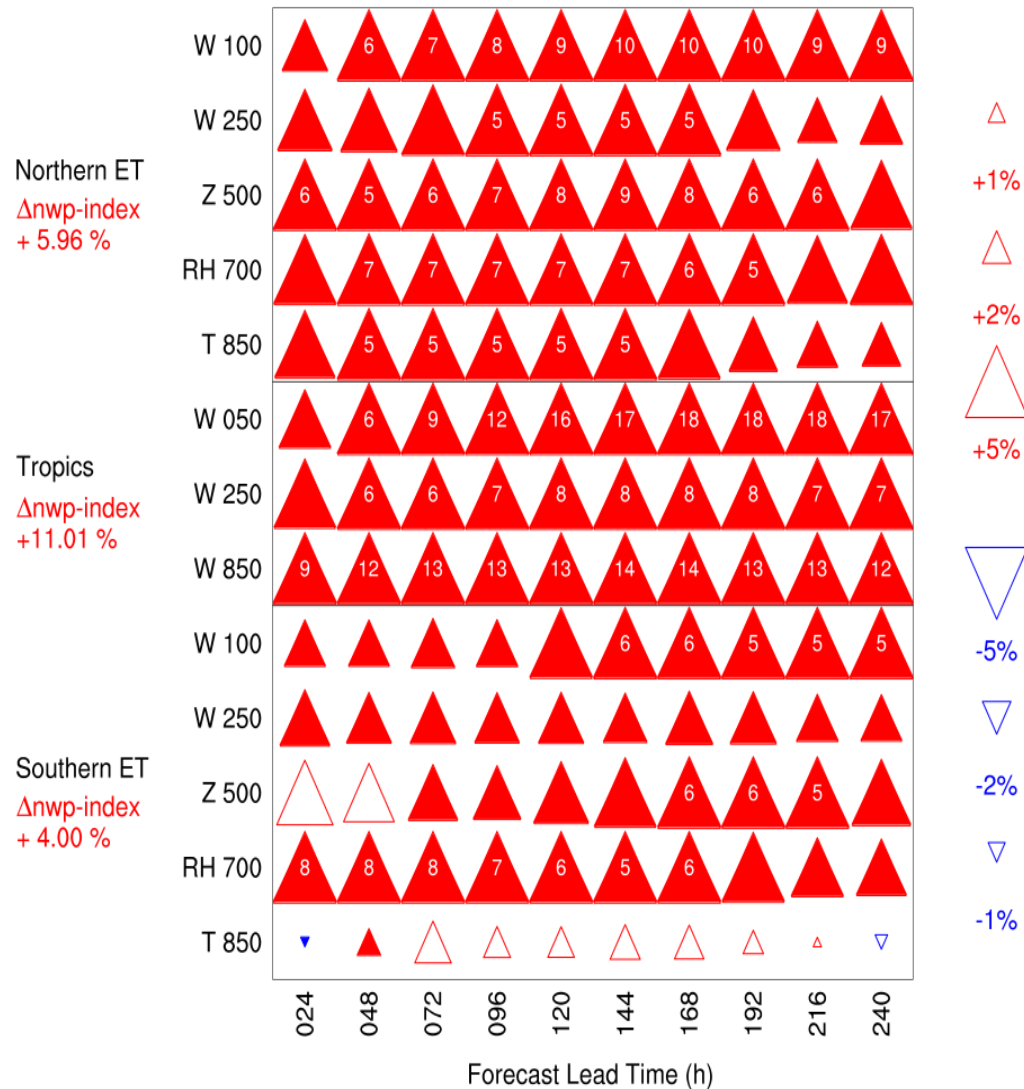 W 100 6 7 8 9 10 10 10 9 9
W 250 5 5 5 5
Z 500 6 5 6 7 8 9 8 6 6
RH 700 7 7 7 7 7 6 5
T 850 5 5 5 5 5
Northern ET
Δnwp-index
+ 5.96 %
W 050 6 9 12 16 17 18 18 18 17
W 250 6 6 7 8 8 8 8 7 7
W 850 9 12 13 13 13 14 14 13 13 12
Tropics
Δnwp-index
+11.01 %
W 100 6 6 5 5 5
W 250
Z 500 6 6 5
RH 700 8 8 8 7 6 5 6
T 850
Southern ET
Δnwp-index
+ 4.00 %
024 048 072 096 120 144 168 192 216 240
Forecast Lead Time (h)
+1%
+2%
+5%
-5%
-2%
-1%